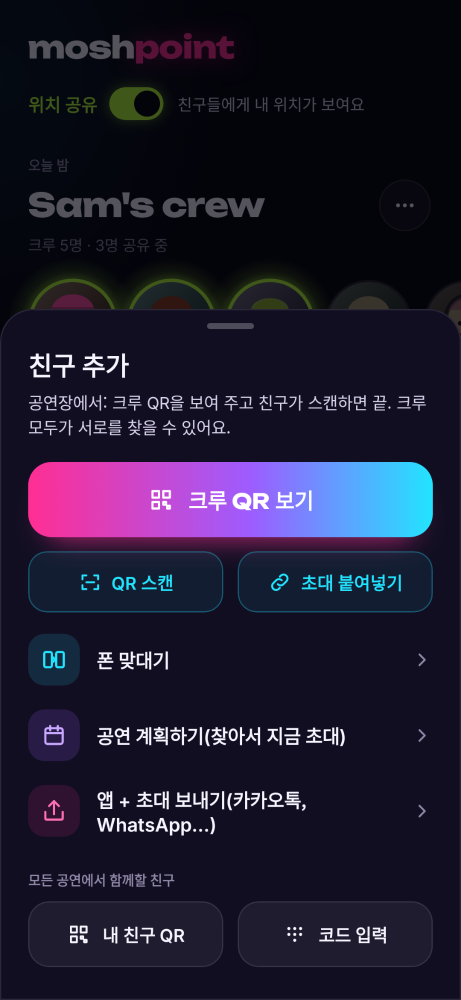 moshpoint
위치 공유
친구들에게 내 위치가 보여요
오늘 밤
Sam's crew
크루 5명 · 3명 공유 중
친구 추가
공연장에서: 크루 QR을 보여 주고 친구가 스캔하면 끝. 크루
모두가 서로를 찾을 수 있어요.
크루 QR 보기
QR 스캔
초대 붙여넣기
폰 맞대기
공연 계획하기(찾아서 지금 초대)
앱 + 초대 보내기(카카오톡,
WhatsApp...)
모든 공연에서 함께할 친구
내 친구 QR
코드 입력